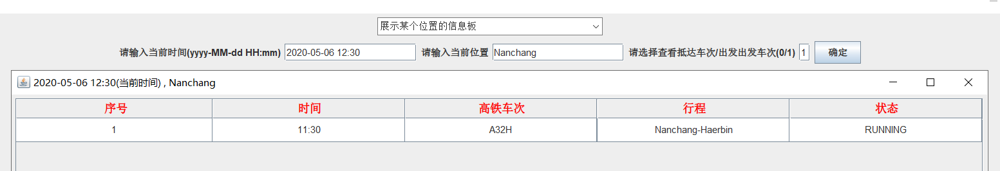 展示某个位置的信息板
请输入当前时间(yyyy-MM-dd HH:mm) 2020-05-06 12:30 请输入当前位置 Nanchang 请选择查看抵达车次/出发出发车次(0/1) 1 确定
2020-05-06 12:30(当前时间) , Nanchang
序号 时间 高铁车次 行程 状态
1 11:30 A32H Nanchang-Haerbin RUNNING